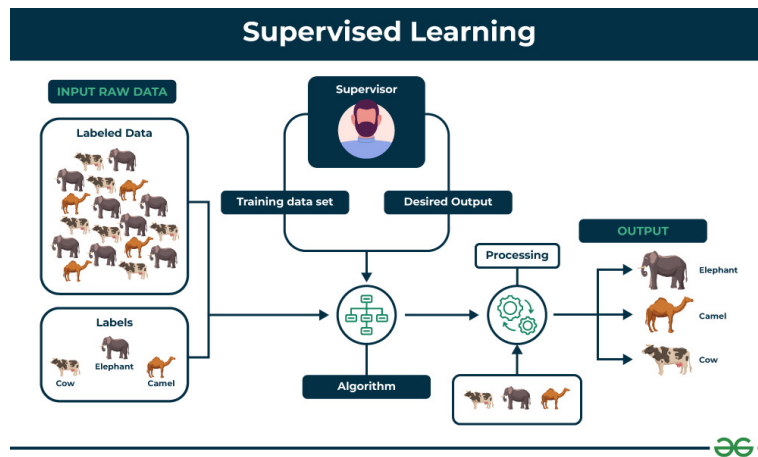 Supervised Learning
INPUT RAW DATA
Labeled Data
Labels
Cow
Elephant
Camel
Supervisor
Training data set
Desired Output
Algorithm
Processing
OUTPUT
Elephant
Camel
Cow